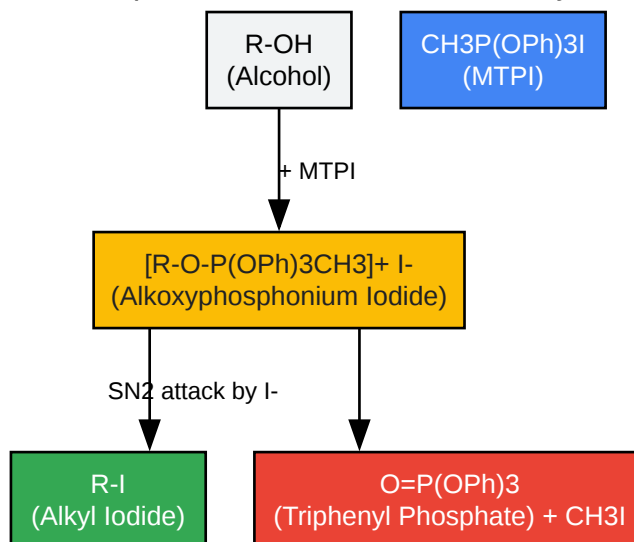 R-OH
(Alcohol)
CH3P(OPh)3I
(MTPI)
+ MTPI
[R-O-P(OPh)3CH3]+ I-
(Alkoxyphosphonium Iodide)
SN2 attack by I-
R-I
(Alkyl Iodide)
O=P(OPh)3
(Triphenyl Phosphate) + CH3I